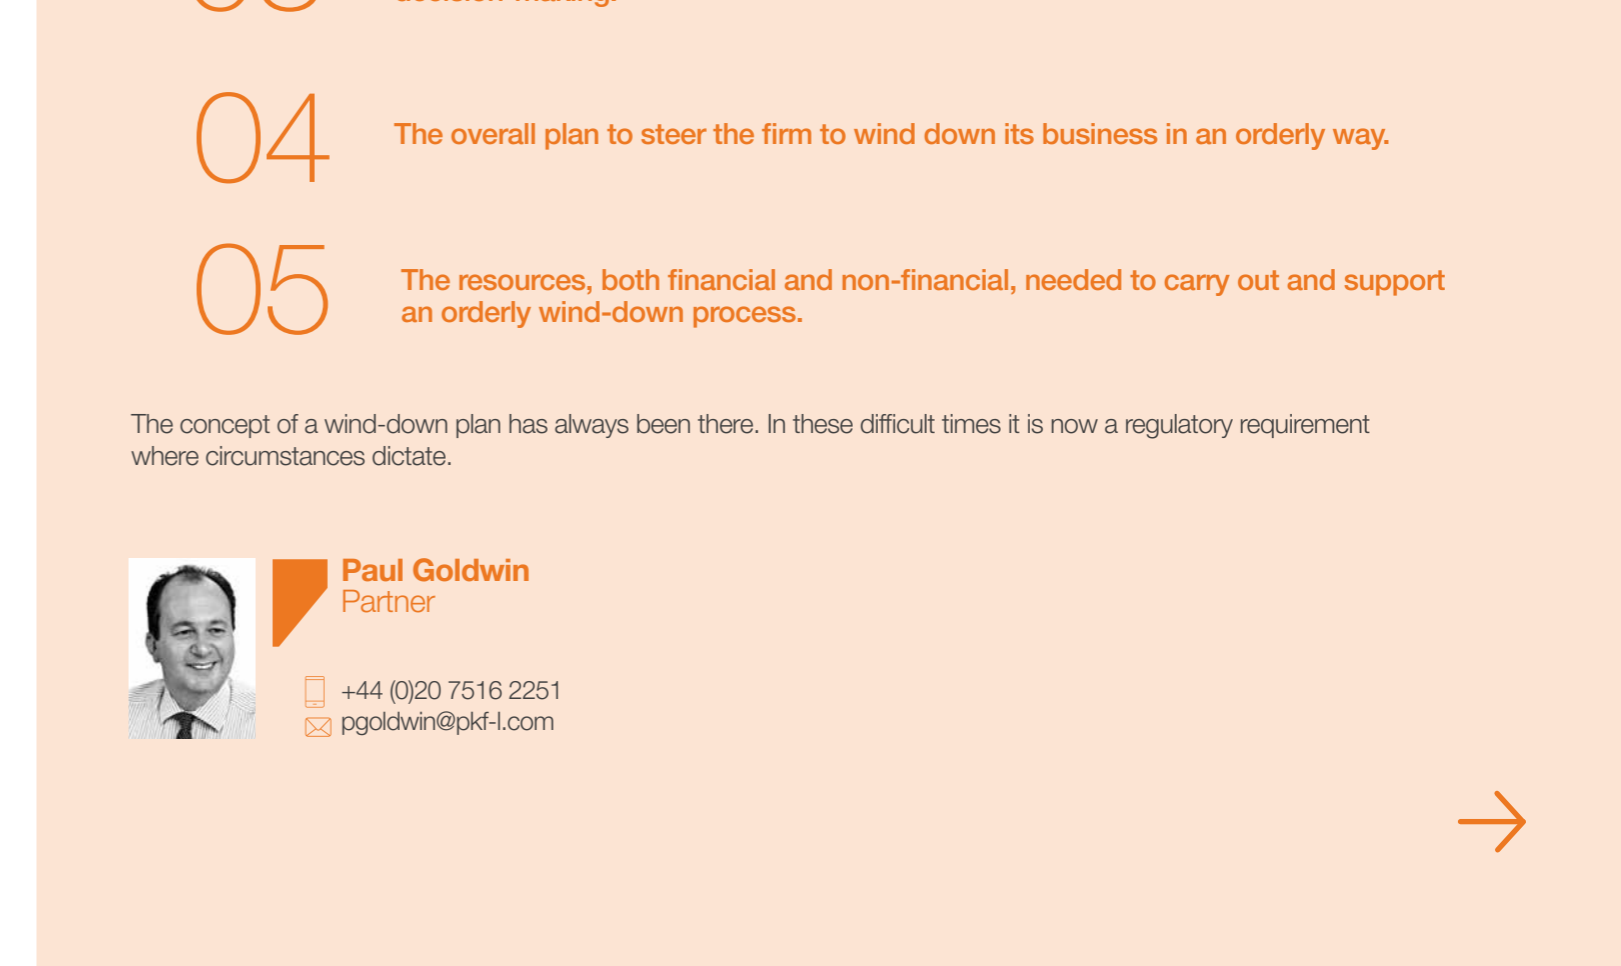 decision-making.
04
The overall plan to steer the firm to wind down its business in an orderly way.
05
The resources, both financial and non-financial, needed to carry out and support
an orderly wind-down process.
The concept of a wind-down plan has always been there. In these difficult times it is now a regulatory requirement
where circumstances dictate.
Paul Goldwin
Partner
+44 (0)20 7516 2251
pgoldwin@pkf-l.com